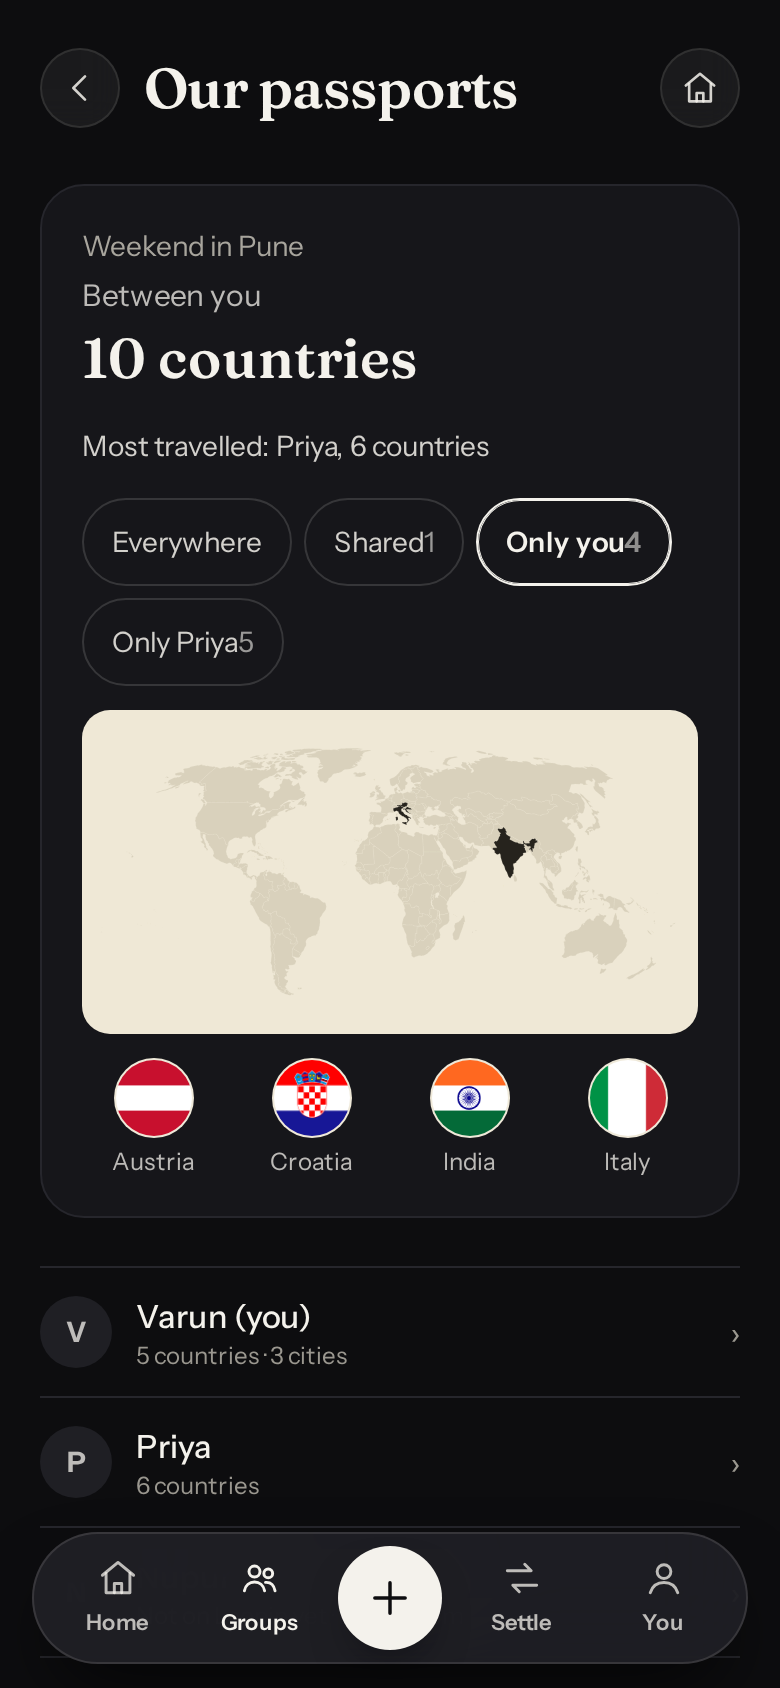 Our passports
Weekend in Pune
Between you
10 countries
Most travelled: Priya, 6 countries
Everywhere
Shared1
Only you4
Only Priya5
Austria
Croatia
India
Italy
V
Varun (you)
5 countries · 3 cities
P
Priya
6 countries
Home
Groups
Settle
You